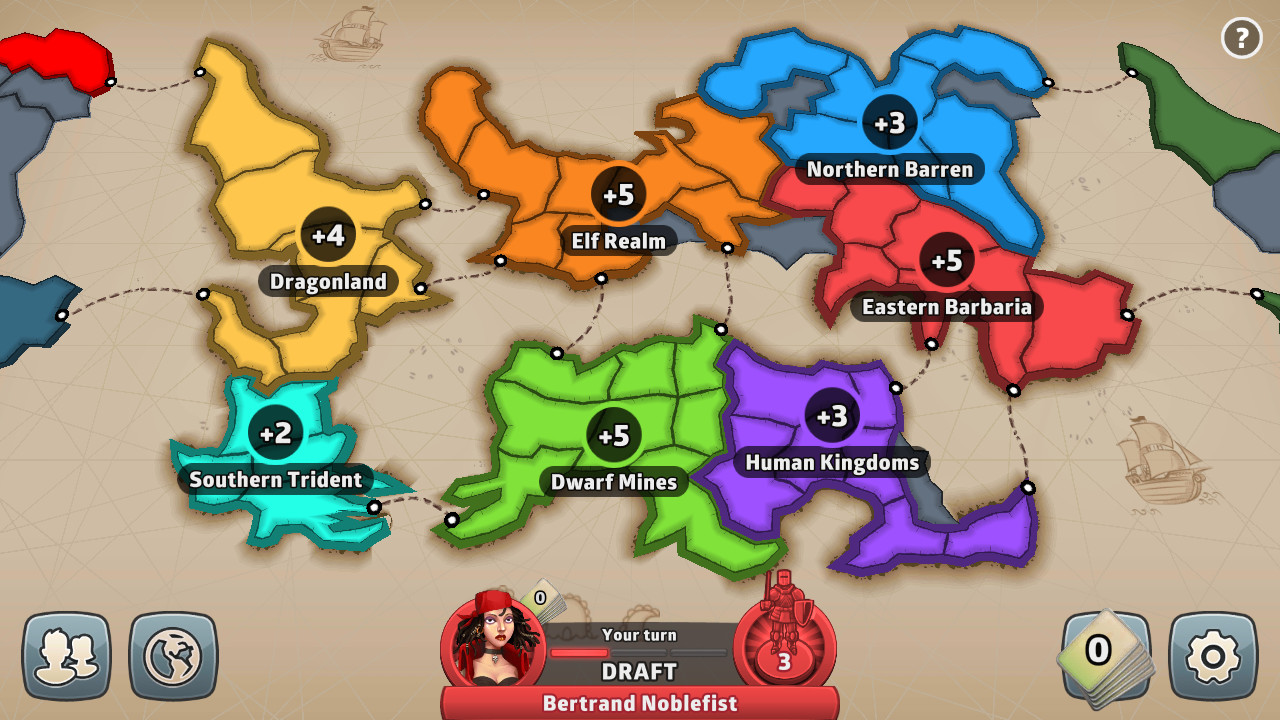 ?
+3
Northern Barren
+5
Elf Realm
+4
Dragonland
+5
Eastern Barbaria
+2
Southern Trident
+5
Dwarf Mines
+3
Human Kingdoms
0
Your turn
DRAFT
3
Bertrand Noblefist
0